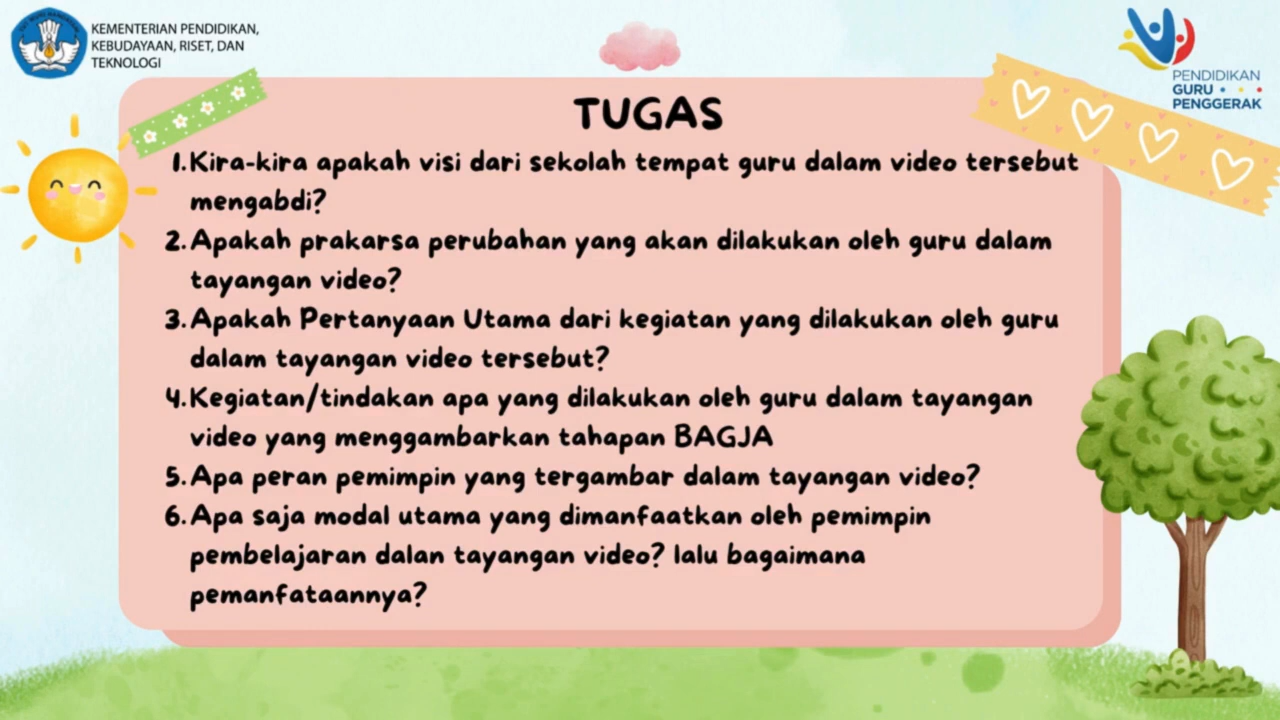 KEMENTERIAN PENDIDIKAN,
KEBUDAYAAN, RISET, DAN
TEKNOLOGI
PENDIDIKAN
GURU
PENGGERAK
TUGAS
1. Kira-kira apakah visi dari sekolah tempat guru dalam video tersebut
mengabdi?
2. Apakah prakarsa perubahan yang akan dilakukan oleh guru dalam
tayangan video?
3. Apakah Pertanyaan Utama dari kegiatan yang dilakukan oleh guru
dalam tayangan video tersebut?
4. Kegiatan/tindakan apa yang dilakukan oleh guru dalam tayangan
video yang menggambarkan tahapan BAGJA
5. Apa peran pemimpin yang tergambar dalam tayangan video?
6. Apa saja modal utama yang dimanfaatkan oleh pemimpin
pembelajaran dalan tayangan video? lalu bagaimana
pemanfataannya?